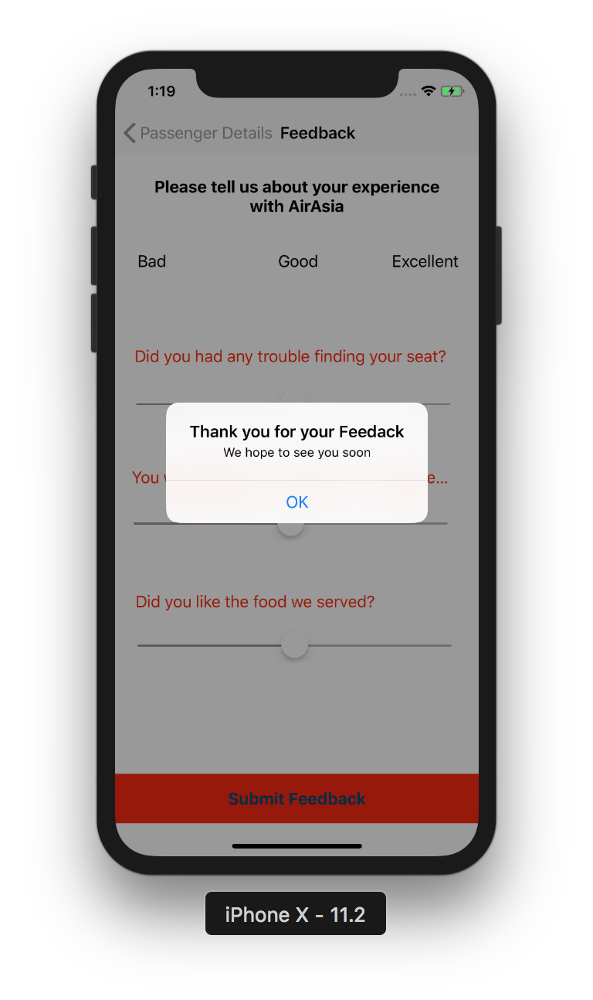 1:19
Passenger Details Feedback
Please tell us about your experience
with AirAsia
Bad Good Excellent
Did you had any trouble finding your seat?
Thank you for your Feedack
We hope to see you soon
You
OK
Did you like the food we served?
Submit Feedback
iPhone X - 11.2